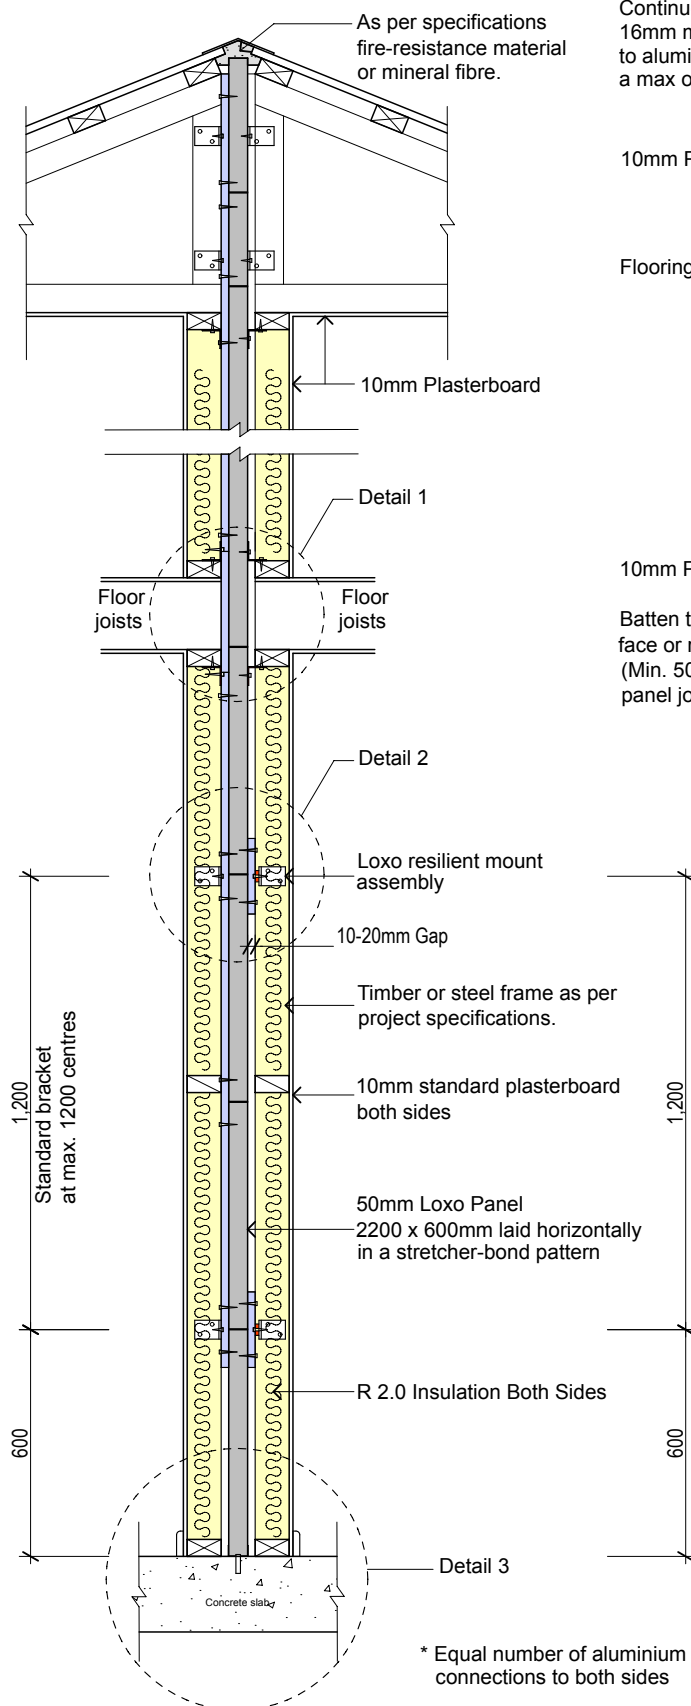 As per specifications
fire-resistance material
or mineral fibre.
Continu
16mm m
to alumi
a max o
10mm P
Flooring
10mm Plasterboard
Detail 1
10mm P
Floor
joists
Floor
joists
Batten t
face or
(Min. 50
panel jo
Detail 2
Loxo resilient mount
assembly
10-20mm Gap
Timber or steel frame as per
project specifications.
1,200
Standard bracket
at max. 1200 centres
10mm standard plasterboard
both sides
1,200
50mm Loxo Panel
2200 x 600mm laid horizontally
in a stretcher-bond pattern
R 2.0 Insulation Both Sides
600
600
Detail 3
Concrete slab
* Equal number of aluminium
connections to both sides